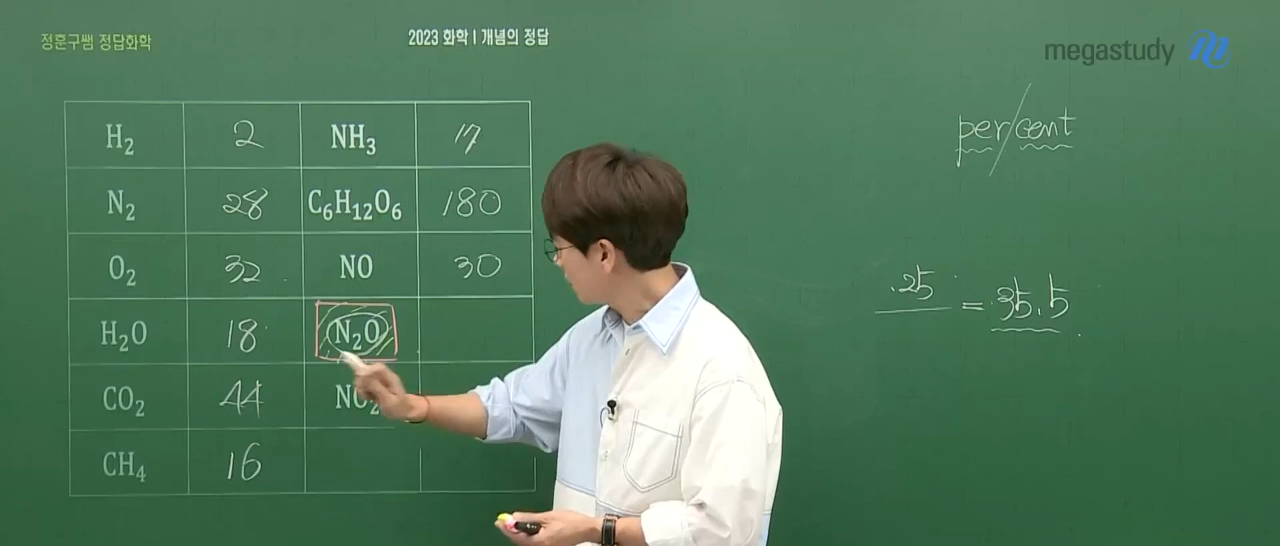 정훈구쌤 정답화학
2023 화학 I 개념의 정답
megastudy
H₂ 2 NH₃ 17
N₂ 28 C₆H₁₂O₆ 180
O₂ 32 NO 30
H₂O 18 N₂O
CO₂ 44 NO₂
CH₄ 16
per/cent
.25 = 35.5